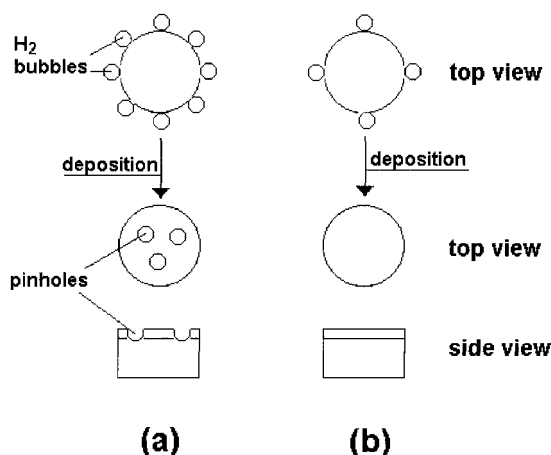 H₂
bubbles
top view
deposition
deposition
top view
pinholes
side view
(a)
(b)